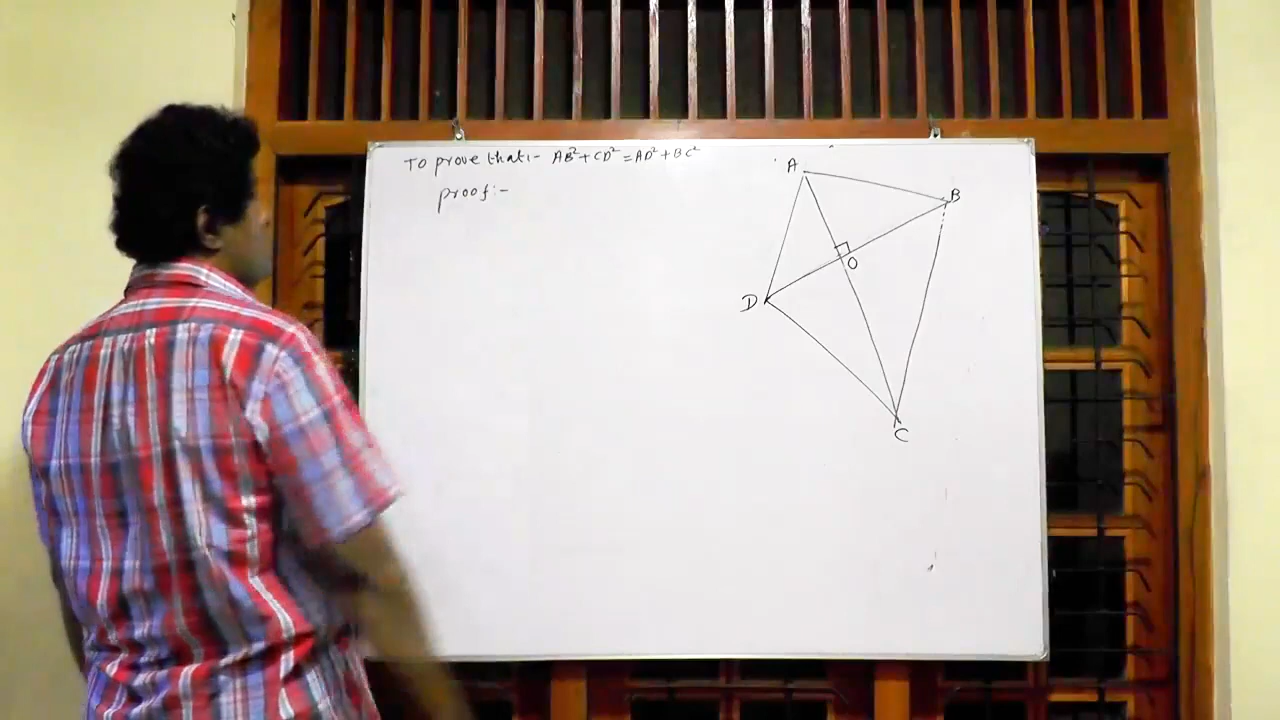 To prove that:- AB²+CD²=AD²+BC²
proof:-
A
B
O
D
C